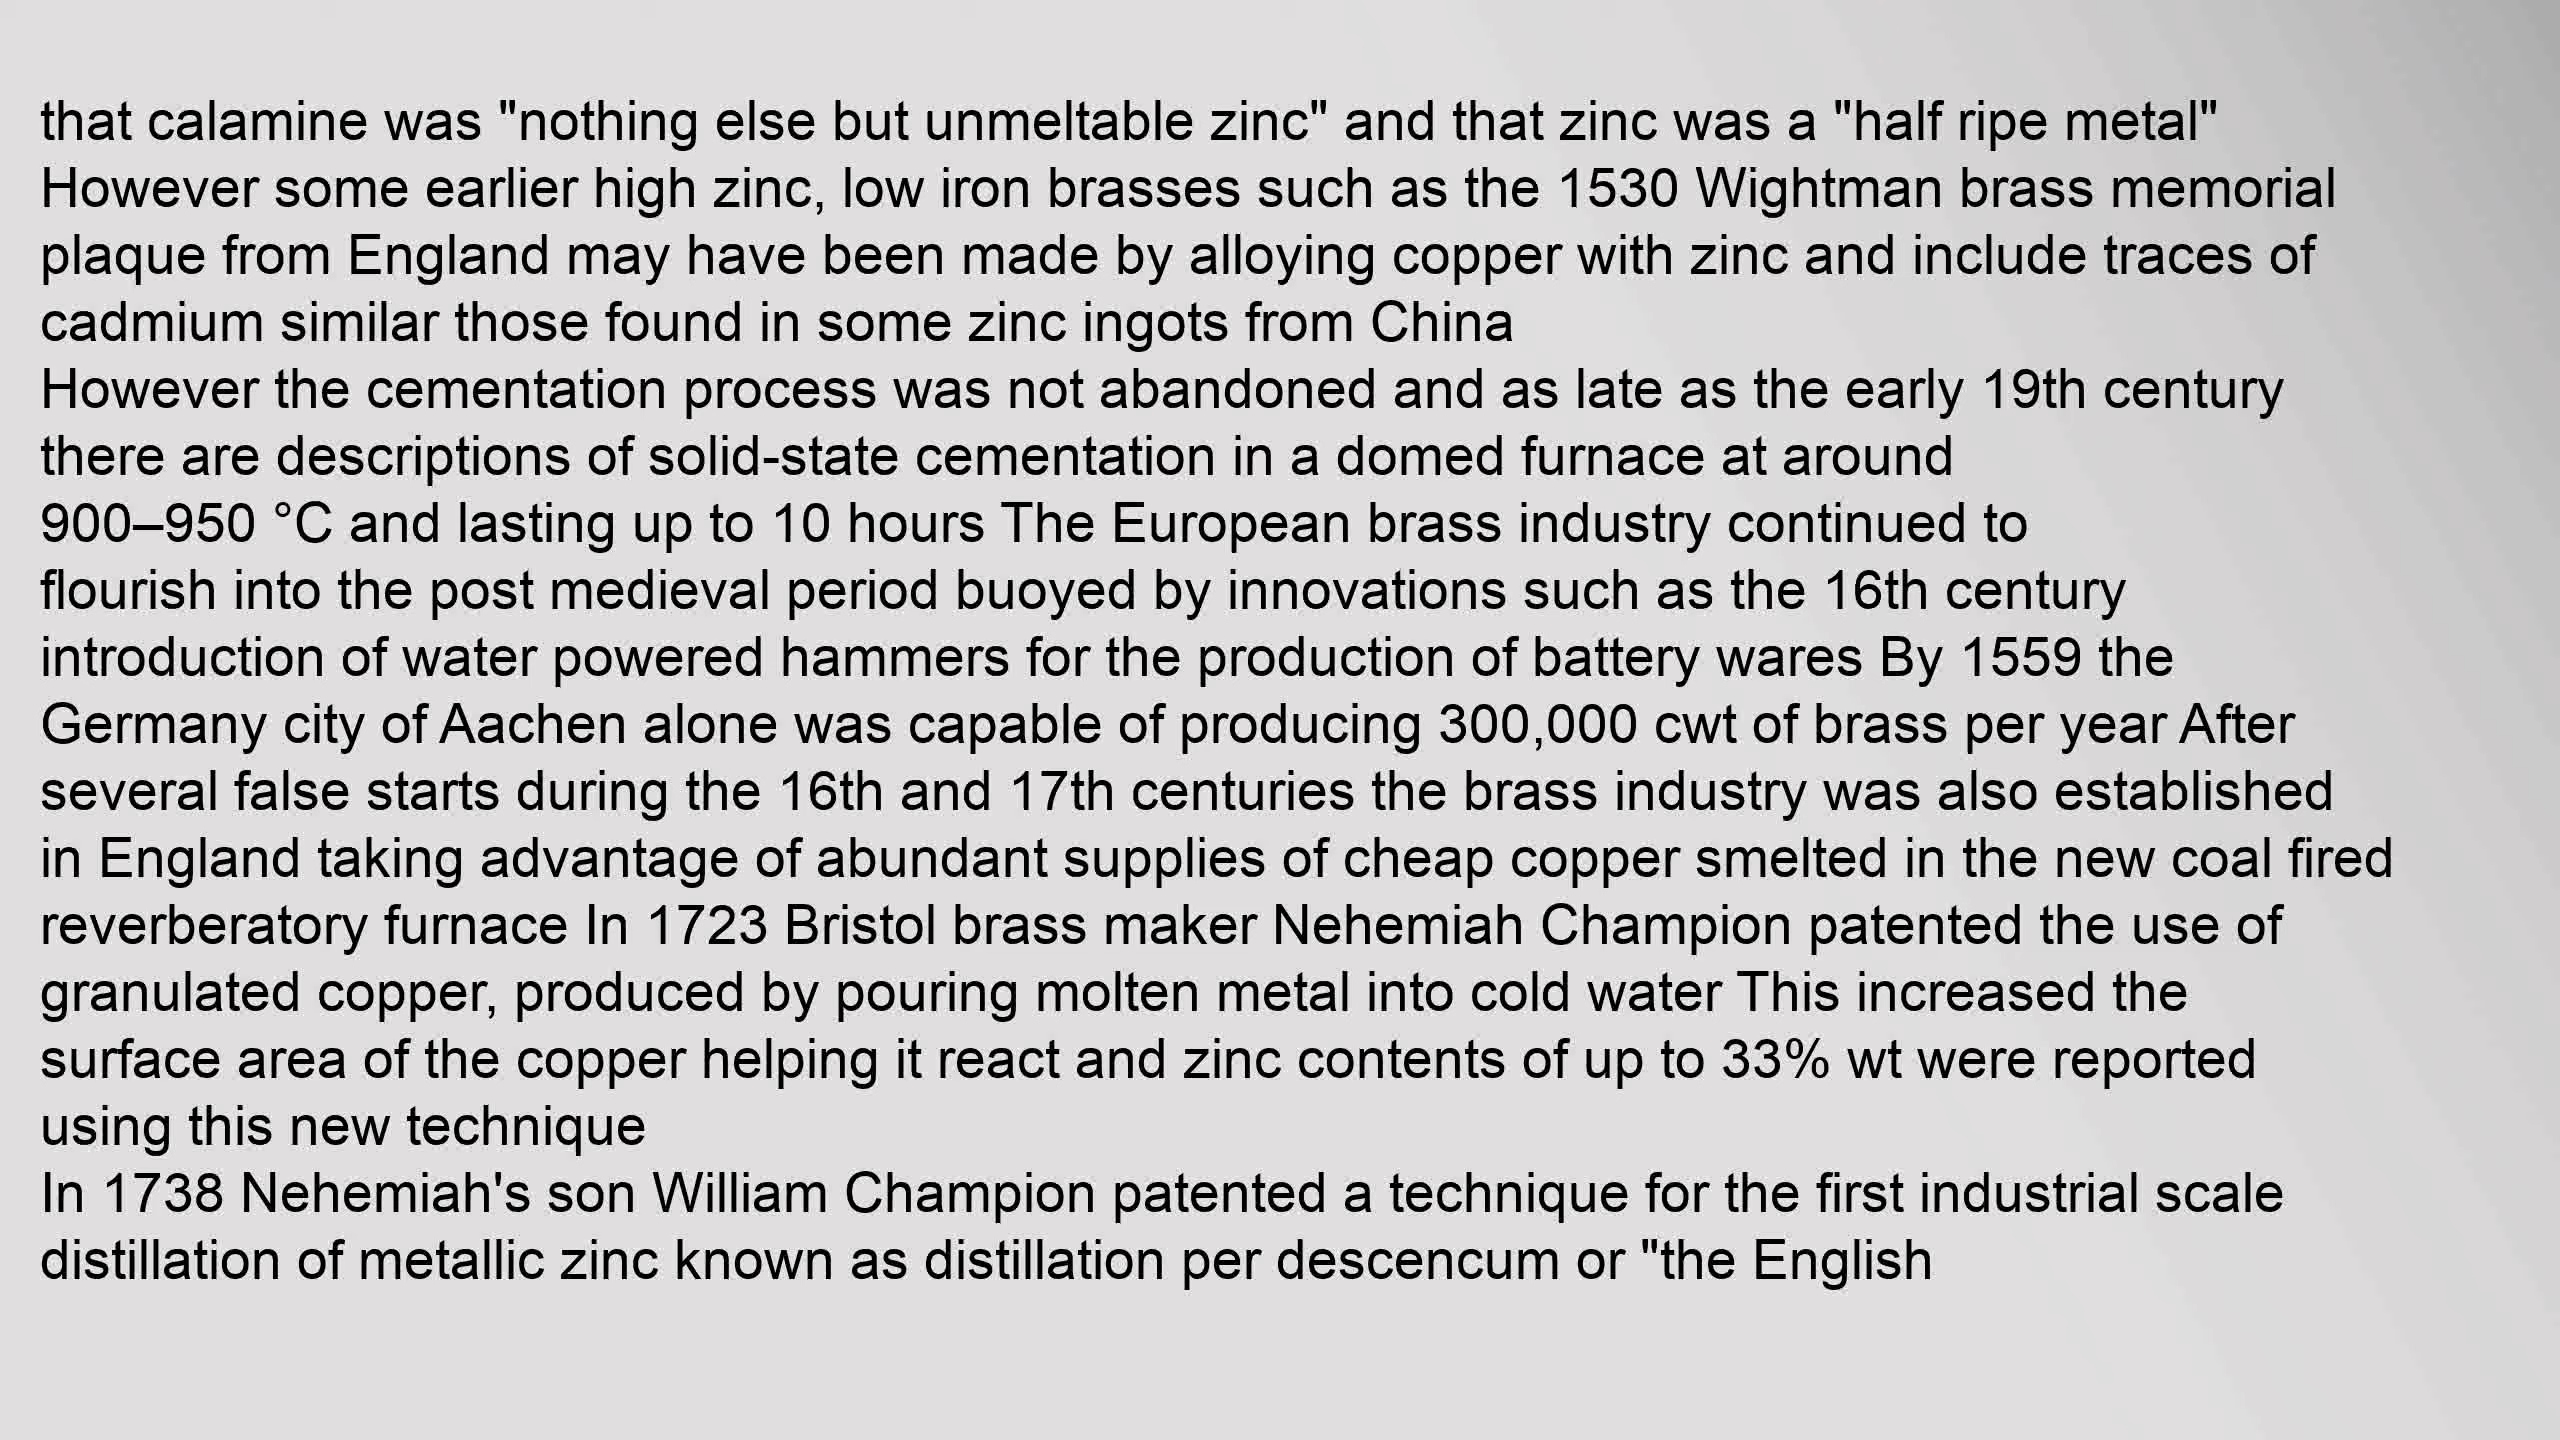 that calamine was "nothing else but unmeltable zinc" and that zinc was a "half ripe metal"
However some earlier high zinc, low iron brasses such as the 1530 Wightman brass memorial
plaque from England may have been made by alloying copper with zinc and include traces of
cadmium similar those found in some zinc ingots from China
However the cementation process was not abandoned and as late as the early 19th century
there are descriptions of solid-state cementation in a domed furnace at around
900–950 °C and lasting up to 10 hours The European brass industry continued to
flourish into the post medieval period buoyed by innovations such as the 16th century
introduction of water powered hammers for the production of battery wares By 1559 the
Germany city of Aachen alone was capable of producing 300,000 cwt of brass per year After
several false starts during the 16th and 17th centuries the brass industry was also established
in England taking advantage of abundant supplies of cheap copper smelted in the new coal fired
reverberatory furnace In 1723 Bristol brass maker Nehemiah Champion patented the use of
granulated copper, produced by pouring molten metal into cold water This increased the
surface area of the copper helping it react and zinc contents of up to 33% wt were reported
using this new technique
In 1738 Nehemiah's son William Champion patented a technique for the first industrial scale
distillation of metallic zinc known as distillation per descencum or "the English